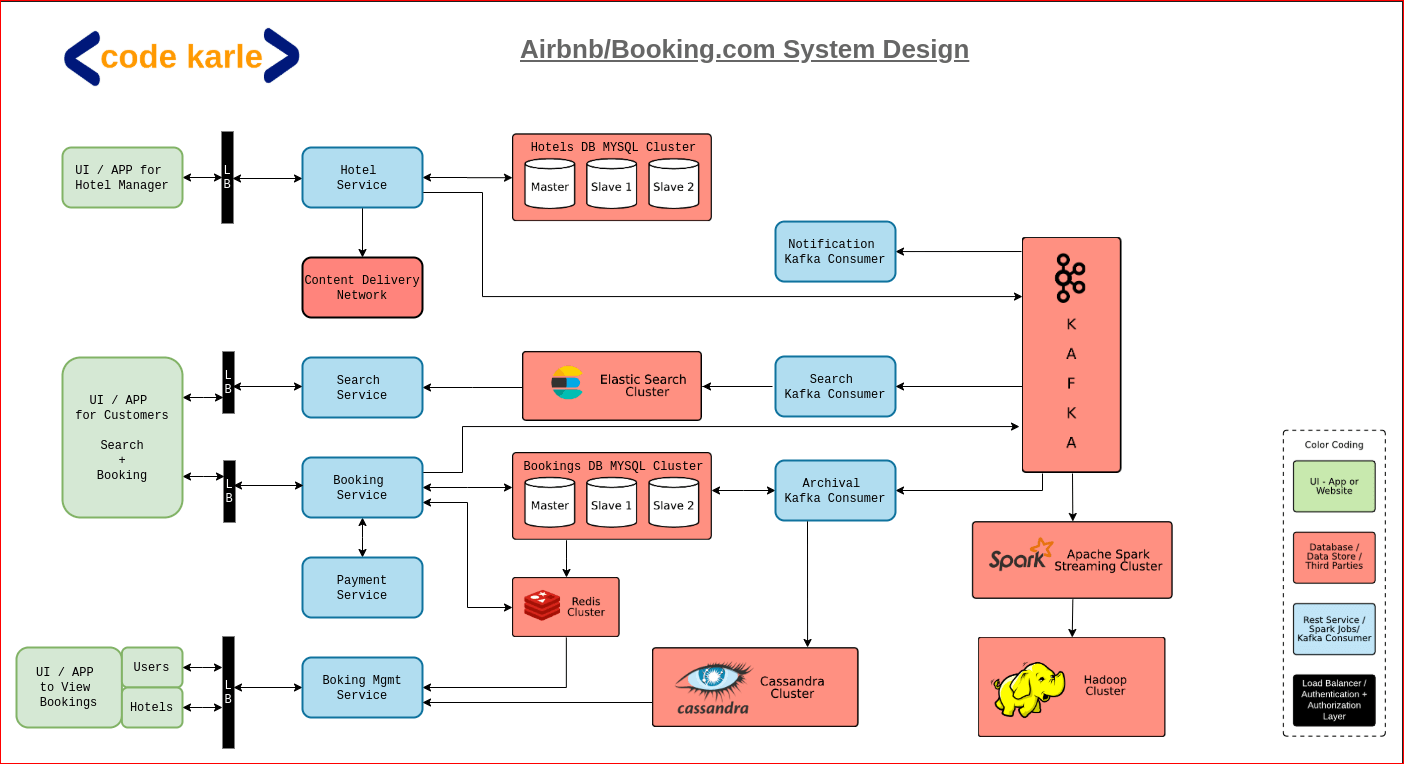 code karle
Airbnb/Booking.com System Design
UI / APP for
Hotel Manager
L
B
Hotel
Service
Hotels DB MYSQL Cluster
Master
Slave 1
Slave 2
Content Delivery
Network
Notification
Kafka Consumer
K
A
F
K
A
UI / APP
for Customers
Search
+
Booking
L
B
Search
Service
Elastic Search
Cluster
Search
Kafka Consumer
L
B
Booking
Service
Bookings DB MYSQL Cluster
Master
Slave 1
Slave 2
Archival
Kafka Consumer
Payment
Service
Redis
Cluster
Spark
Apache Spark
Streaming Cluster
UI / APP
to View
Bookings
Users
Hotels
L
B
Boking Mgmt
Service
cassandra
Cassandra
Cluster
Hadoop
Cluster
Color Coding
UI - App or
Website
Database /
Data Store /
Third Parties
Rest Service /
Spark Jobs/
Kafka Consumer
Load Balancer /
Authentication +
Authorization
Layer